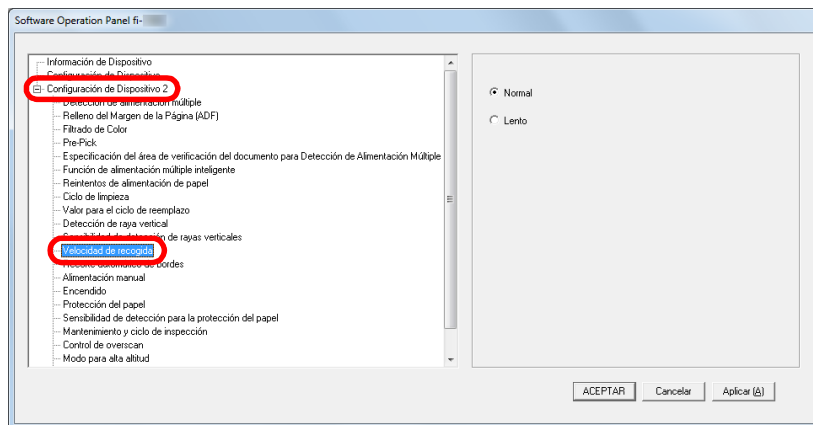 Software Operation Panel fi-
Información de Dispositivo
Configuración de Dispositivo
Configuración de Dispositivo 2
Detección de alimentación múltiple
Relleno del Margen de la Página (ADF)
Filtrado de Color
Pre-Pick
Especificación del área de verificación del documento para Detección de Alimentación Múltiple
Función de alimentación múltiple inteligente
Reintentos de alimentación de papel
Ciclo de limpieza
Valor para el ciclo de reemplazo
Detección de raya vertical
Sensibilidad de detección de rayas verticales
Velocidad de recogida
Recorte automático de bordes
Alimentación manual
Encendido
Protección del papel
Sensibilidad de detección para la protección del papel
Mantenimiento y ciclo de inspección
Control de overscan
Modo para alta altitud
Normal
Lento
ACEPTAR Cancelar Aplicar (A)